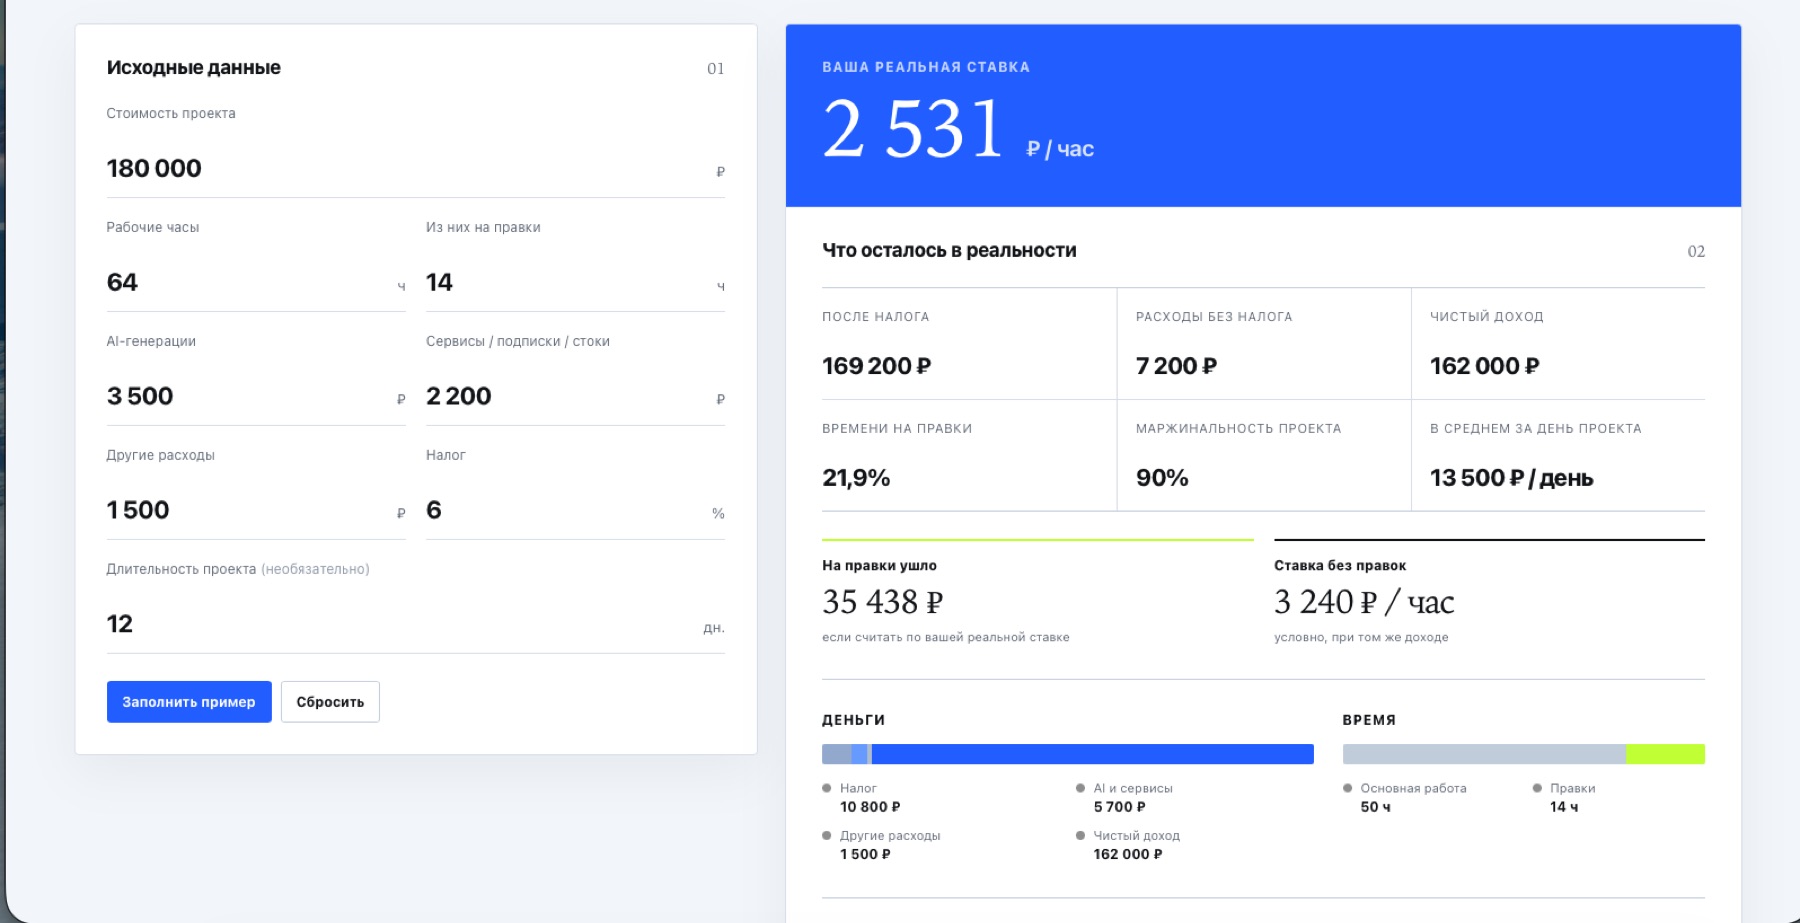 Исходные данные
01
Стоимость проекта
180 000 ₽
Рабочие часы
64 ч
Из них на правки
14 ч
AI-генерации
3 500 ₽
Сервисы / подписки / стоки
2 200 ₽
Другие расходы
1 500 ₽
Налог
6 %
Длительность проекта (необязательно)
12 дн.
Заполнить пример
Сбросить
ВАША РЕАЛЬНАЯ СТАВКА
2 531 ₽ / час
Что осталось в реальности
02
ПОСЛЕ НАЛОГА
169 200 ₽
РАСХОДЫ БЕЗ НАЛОГА
7 200 ₽
ЧИСТЫЙ ДОХОД
162 000 ₽
ВРЕМЕНИ НА ПРАВКИ
21,9%
МАРЖИНАЛЬНОСТЬ ПРОЕКТА
90%
В СРЕДНЕМ ЗА ДЕНЬ ПРОЕКТА
13 500 ₽ / день
На правки ушло
35 438 ₽
если считать по вашей реальной ставке
Ставка без правок
3 240 ₽ / час
условно, при том же доходе
ДЕНЬГИ
Налог
10 800 ₽
AI и сервисы
5 700 ₽
Другие расходы
1 500 ₽
Чистый доход
162 000 ₽
ВРЕМЯ
Основная работа
50 ч
Правки
14 ч